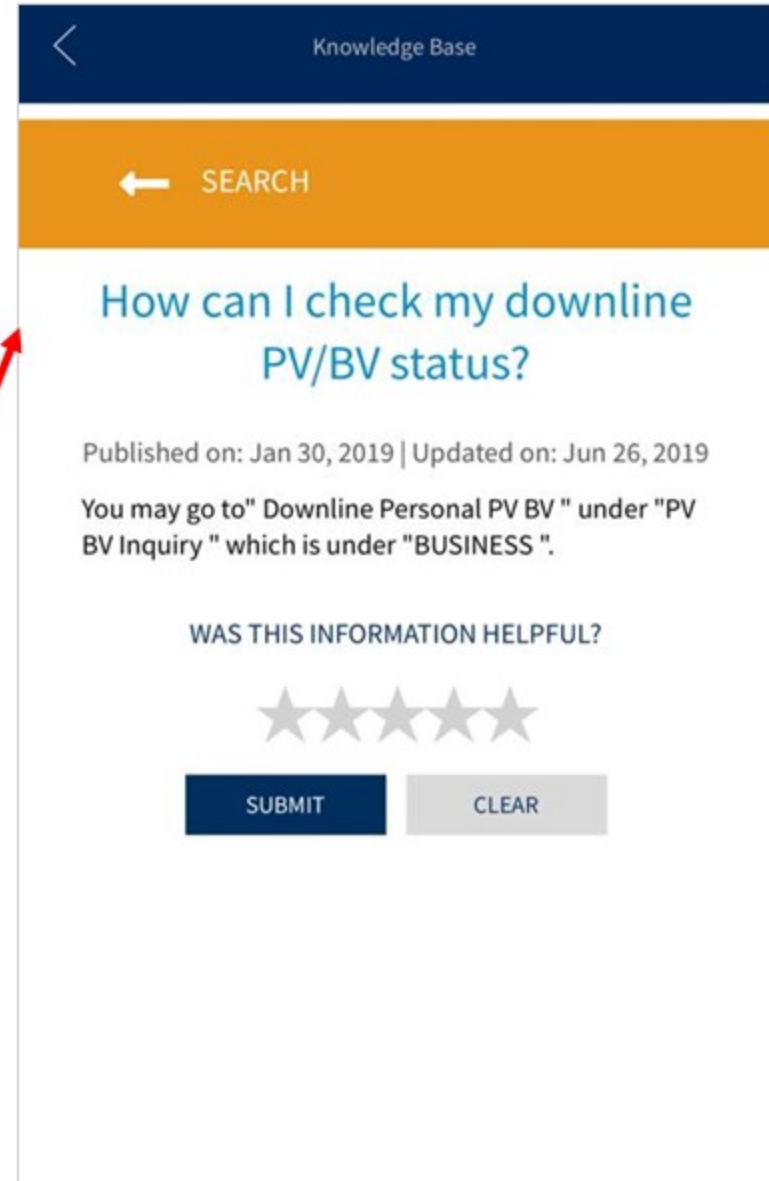 Knowledge Base
SEARCH
How can I check my downline
PV/BV status?
Published on: Jan 30, 2019 | Updated on: Jun 26, 2019
You may go to" Downline Personal PV BV " under "PV
BV Inquiry " which is under "BUSINESS ".
WAS THIS INFORMATION HELPFUL?
SUBMIT
CLEAR